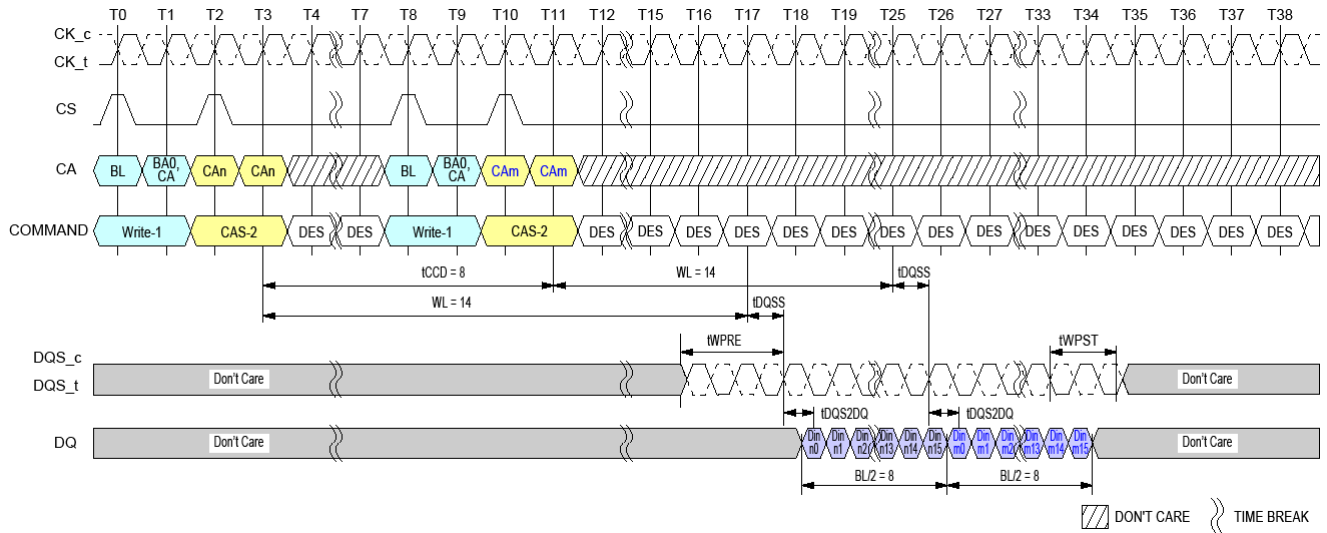 T0 T1 T2 T3 T4 T7 T8 T9 T10 T11 T12 T15 T16 T17 T18 T19 T25 T26 T27 T33 T34 T35 T36 T37 T38
CK_c
CK_t
CS
CA BL BA0, CA CAn CAn BL BA0, CA CAm CAm
COMMAND Write-1 CAS-2 DES DES Write-1 CAS-2 DES DES DES DES DES DES DES DES DES DES DES DES DES DES DES
tCCD = 8 WL = 14 tDQSS
WL = 14 tDQSS
tWPRE tWPST
DQS_c
DQS_t Don't Care Don't Care
tDQS2DQ tDQS2DQ
DQ Don't Care Din n0 Din n1 Din n2 Din n13 Din n14 Din n15 Din m0 Din m1 Din m2 Din m13 Din m14 Din m15 Don't Care
BL/2 = 8 BL/2 = 8
DON'T CARE TIME BREAK